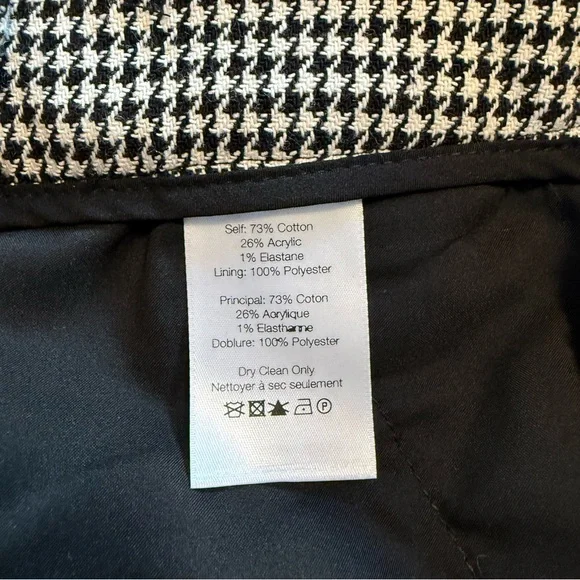 Self: 73% Cotton
26% Acrylic
1% Elastane
Lining: 100% Polyester
Principal: 73% Coton
26% Acrylique
1% Elasthanne
Doublure: 100% Polyester
Dry Clean Only
Nettoyer à sec seulement
P